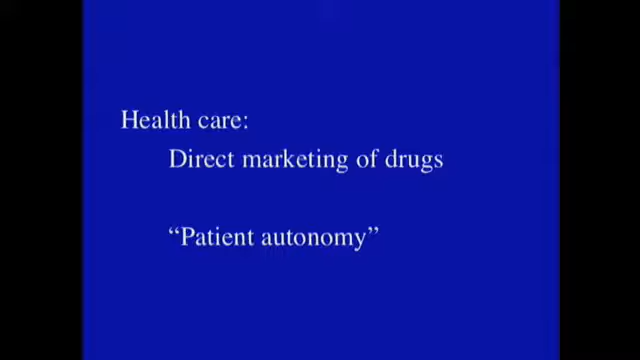 Health care:
Direct marketing of drugs
“Patient autonomy”